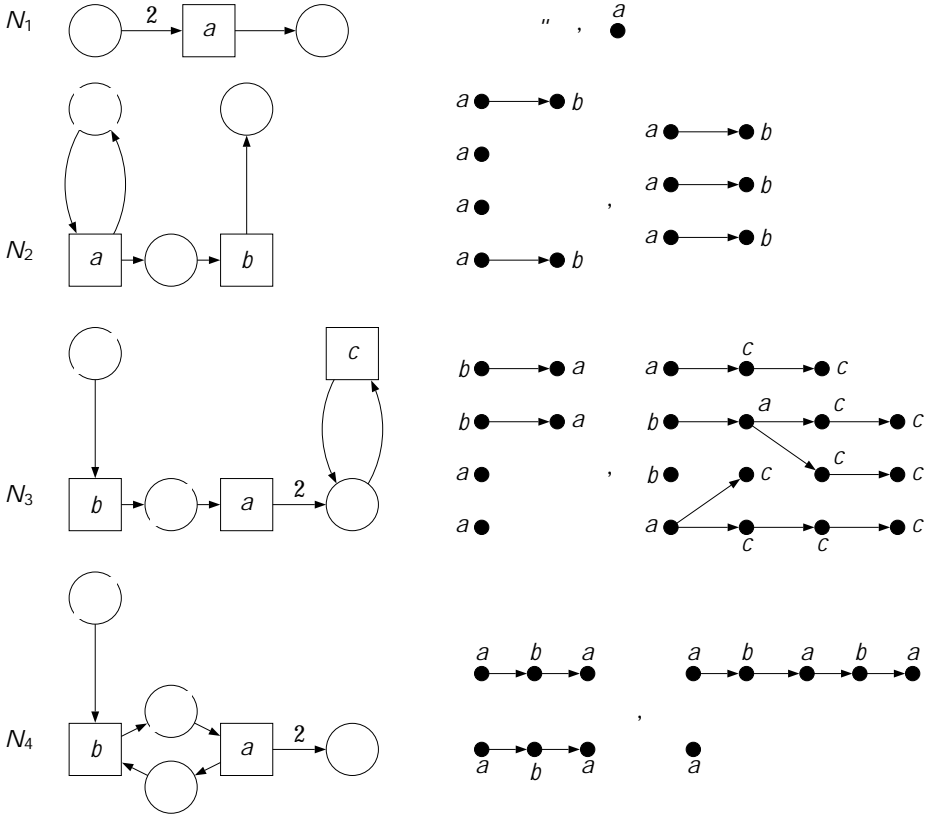 N₁ 2 a " , a
a b
a b
a
a b
a ,
N₂ a b a b a b
c
b a a c c
b a b a c c
c c
N₃ b a 2 a , b c
a a c c c
a b a a b a b a
,
N₄ b a 2 a b a a